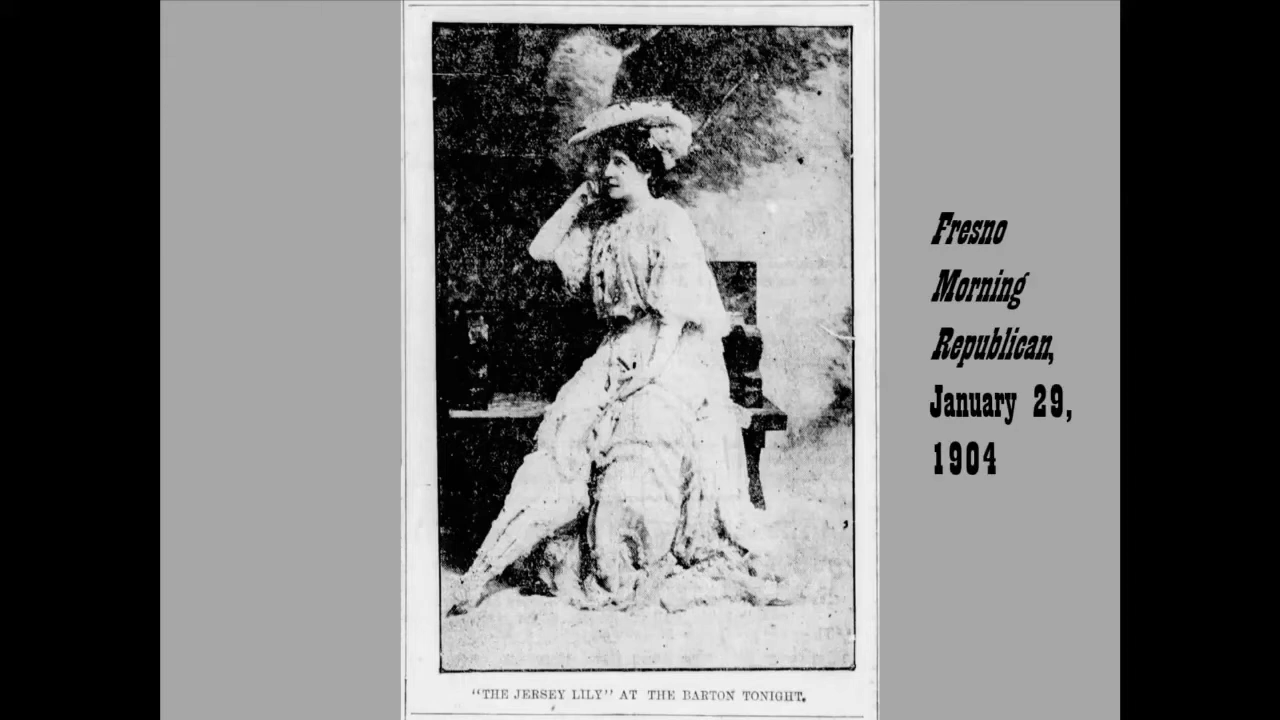 Fresno
Morning
Republican,
January 29,
1904
"THE JERSEY LILY" AT THE BARTON TONIGHT.